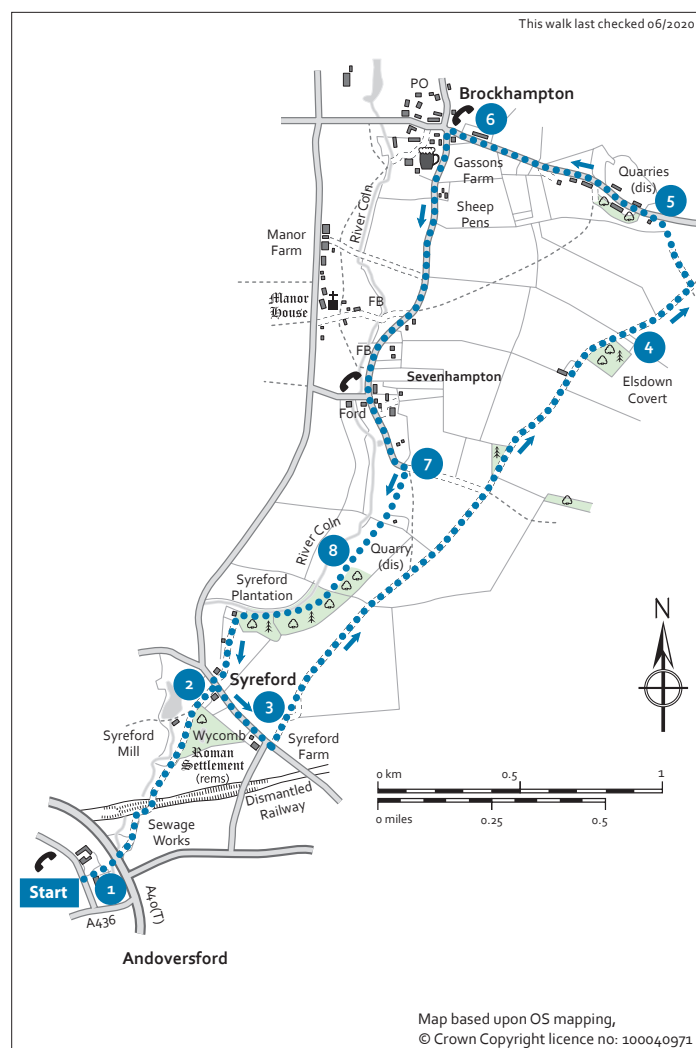 This walk last checked 06/2020
PO
Brockhampton
6
Gassons
Farm
Quarries
(dis)
5
River Coln
Sheep
Pens
Manor
Farm
Manor
House
FB
4
FB
Elsdown
Covert
Sevenhampton
Ford
7
River Coln
8
Quarry
(dis)
Syreford
Plantation
N
2
Syreford
3
Syreford
Mill
Wycomb
Roman
Settlement
(rems)
Syreford
Farm
0 km
0.5
1
0 miles
0.25
0.5
Dismantled
Railway
Sewage
Works
Start
1
A40(T)
A436
Andoversford
Map based upon OS mapping,
© Crown Copyright licence no: 100040971